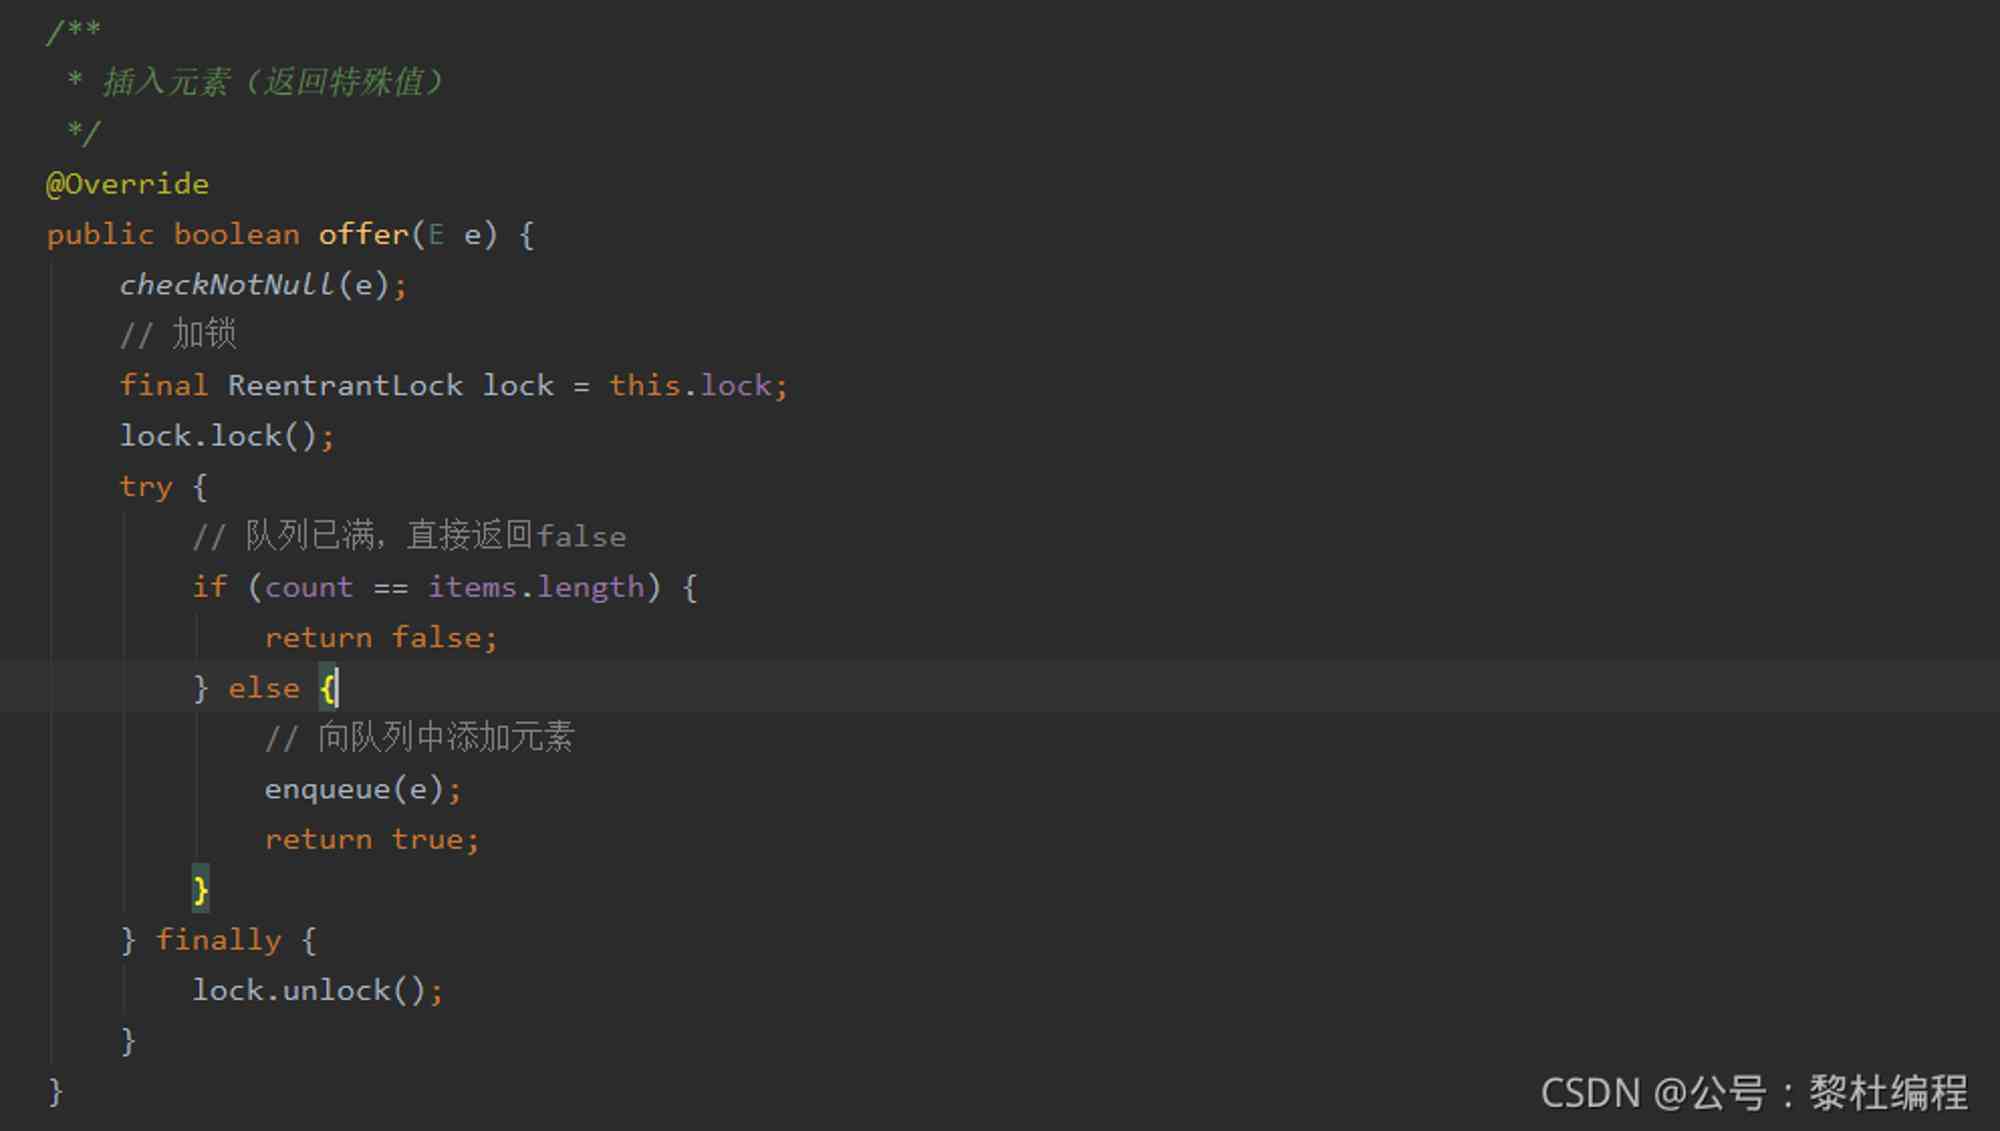 /**
 * 插入元素（返回特殊值）
 */
@Override
public boolean offer(E e) {
    checkNotNull(e);
    // 加锁
    final ReentrantLock lock = this.lock;
    lock.lock();
    try {
        // 队列已满，直接返回false
        if (count == items.length) {
            return false;
        } else {
            // 向队列中添加元素
            enqueue(e);
            return true;
        }
    } finally {
        lock.unlock();
    }
}
CSDN @公号：黎杜编程